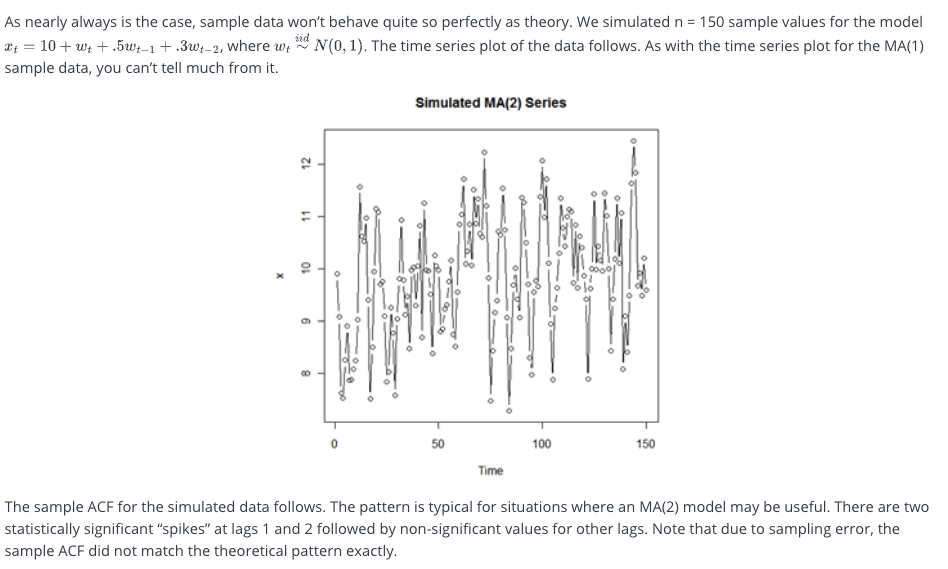 As nearly always is the case, sample data won't behave quite so perfectly as theory. We simulated n = 150 sample values for the model
xₜ = 10 + wₜ + .5wₜ₋₁ + .3wₜ₋₂, where wₜ iid ~ N(0, 1). The time series plot of the data follows. As with the time series plot for the MA(1)
sample data, you can't tell much from it.
Simulated MA(2) Series
12
11
10
9
8
x
0 50 100 150
Time
The sample ACF for the simulated data follows. The pattern is typical for situations where an MA(2) model may be useful. There are two
statistically significant “spikes” at lags 1 and 2 followed by non-significant values for other lags. Note that due to sampling error, the
sample ACF did not match the theoretical pattern exactly.